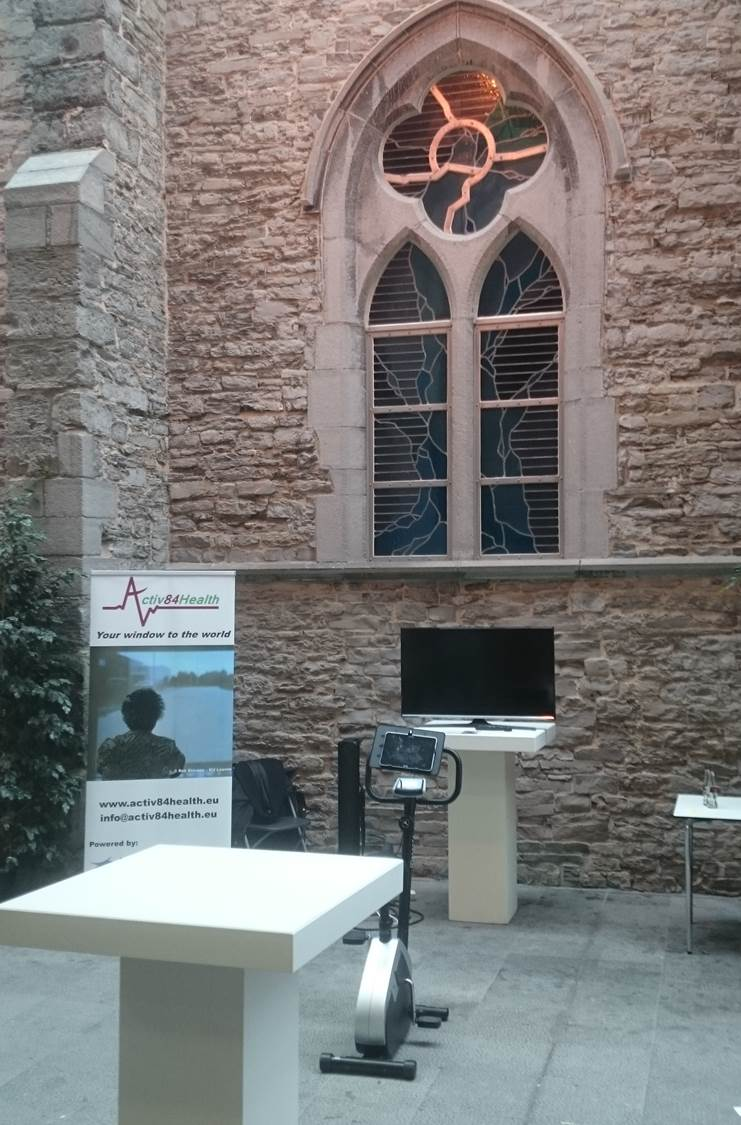 Activ84Health
Your window to the world
www.activ84health.eu
info@activ84health.eu
Powered by: